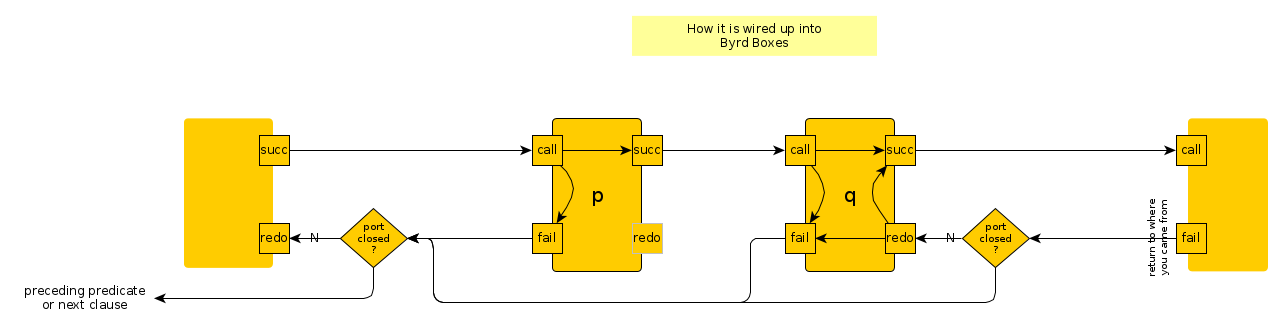 How it is wired up into
Byrd Boxes
succ
call
succ
call
succ
call
p
q
redo
N
port
closed
?
fail
redo
fail
redo
N
port
closed
?
return to where
you came from
fail
preceding predicate
or next clause